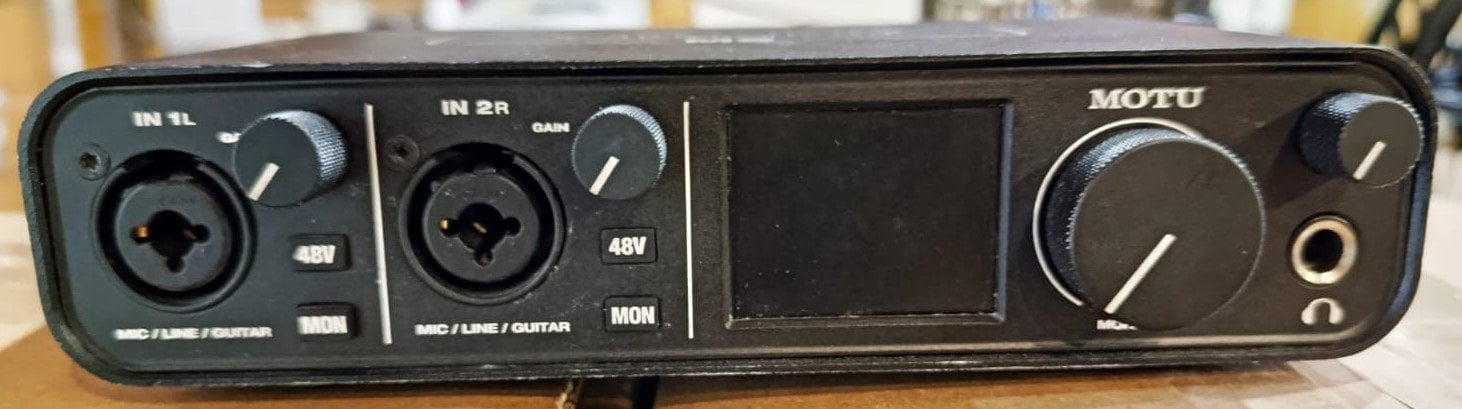 IN 1L
MIC / LINE / GUITAR
48V
MON
IN 2R
GAIN
MIC / LINE / GUITAR
48V
MON
MOTU